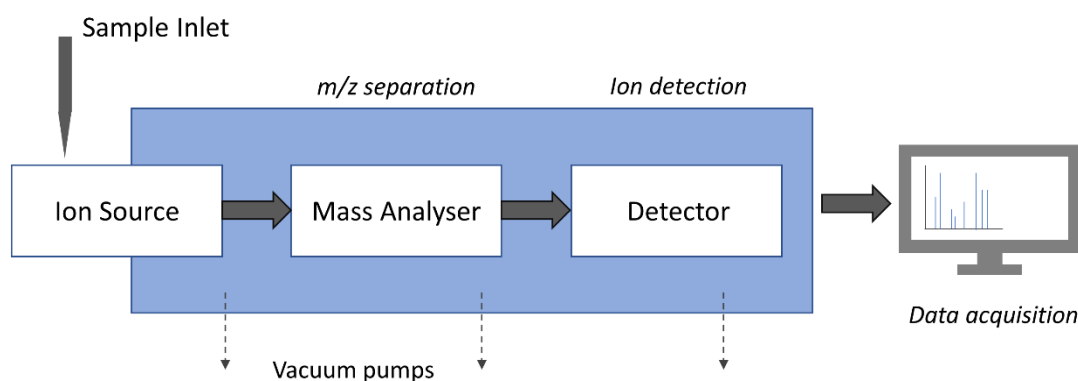 Sample Inlet
m/z separation
Ion detection
Ion Source
Mass Analyser
Detector
Data acquisition
Vacuum pumps